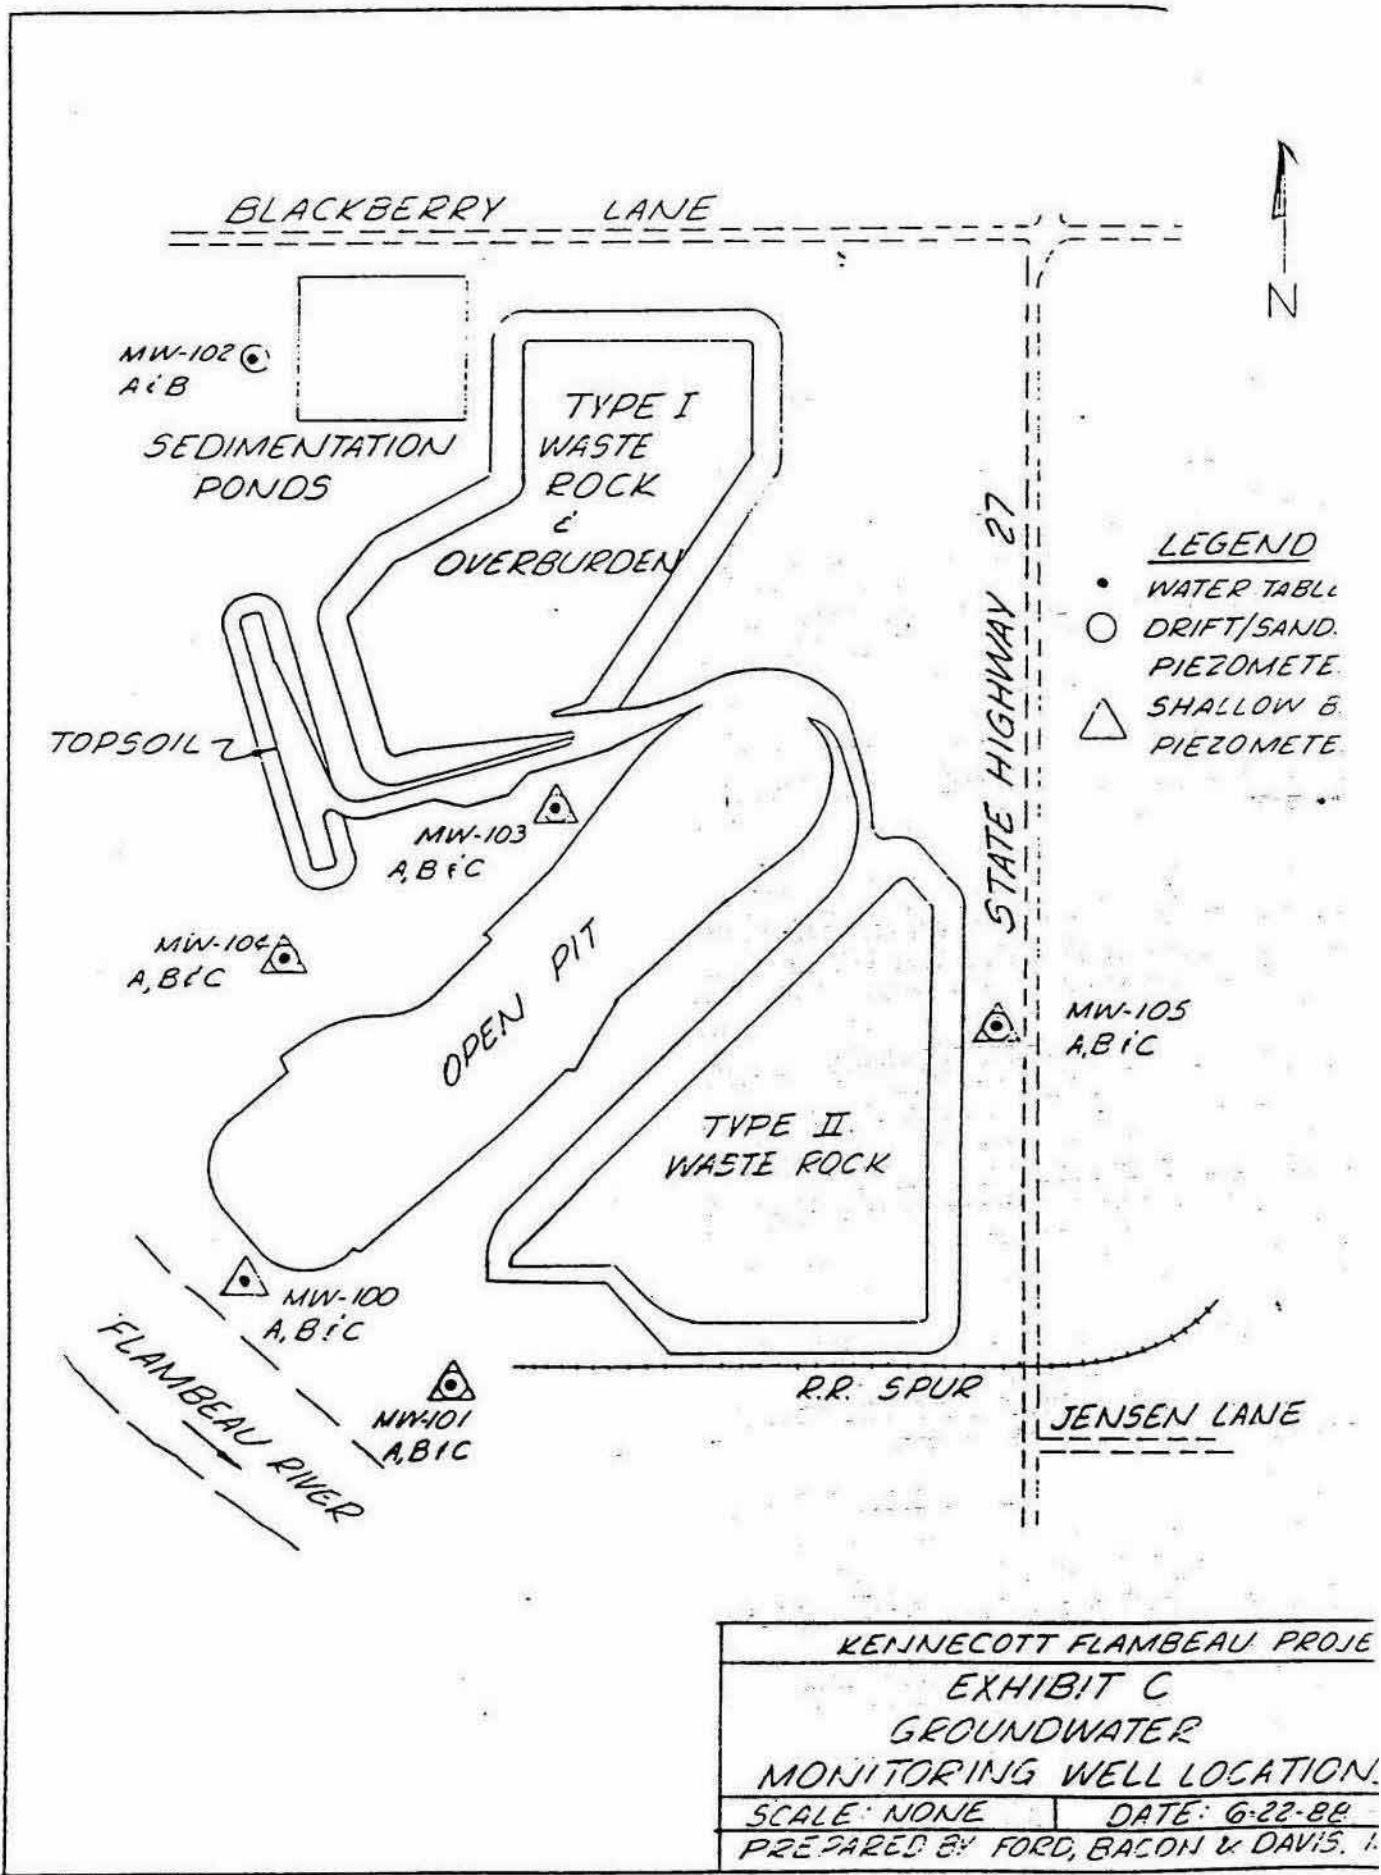 BLACKBERRY LANE
N
MW-102
A & B
SEDIMENTATION
PONDS
TYPE I
WASTE
ROCK
&
OVERBURDEN
STATE HIGHWAY 27
LEGEND
WATER TABL
DRIFT/SAND.
PIEZOMETE
SHALLOW B
PIEZOMETE
TOPSOIL
MW-103
A, B & C
MW-104
A, B & C
OPEN PIT
MW-105
A, B & C
TYPE II
WASTE ROCK
MW-100
A, B & C
FLAMBEAU RIVER
MW-101
A, B & C
R.R. SPUR
JENSEN LANE
KENNECOTT FLAMBEAU PROJE
EXHIBIT C
GROUNDWATER
MONITORING WELL LOCATION
SCALE: NONE
DATE: 6-22-88
PREPARED BY FORD, BACON & DAVIS, I